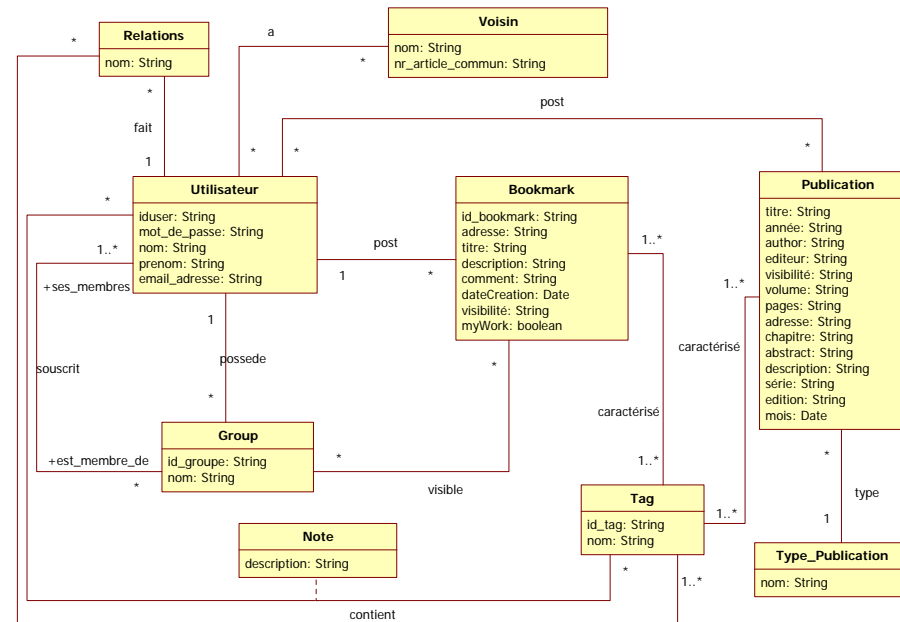 Relations
nom: String
*
*
fait
1
Voisin
nom: String
nr_article_commun: String
a
*
*
post
*
*
Utilisateur
iduser: String
mot_de_passe: String
nom: String
prenom: String
email_adresse: String
*
1..*
+ses_membres
souscrit
+est_membre_de
*
1
possede
*
post
1
*
Bookmark
id_bookmark: String
adresse: String
titre: String
description: String
comment: String
dateCreation: Date
visibilité: String
myWork: boolean
1..*
caractérisé
1..*
*
visible
*
Publication
titre: String
année: String
author: String
editeur: String
visibilité: String
volume: String
pages: String
adresse: String
chapitre: String
abstract: String
description: String
série: String
edition: String
mois: Date
1..*
caractérisé
1..*
*
type
1
Group
id_groupe: String
nom: String
Tag
id_tag: String
nom: String
*
1..*
Note
description: String
contient
Type_Publication
nom: String